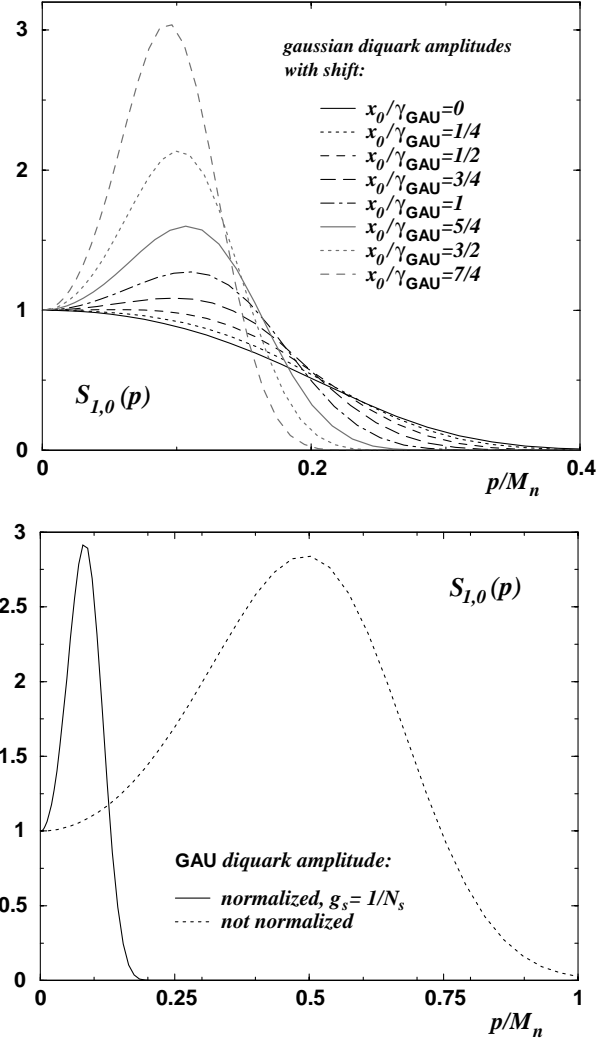 3
gaussian diquark amplitudes
with shift:
x₀/γGAU=0
x₀/γGAU=1/4
2
x₀/γGAU=1/2
x₀/γGAU=3/4
x₀/γGAU=1
x₀/γGAU=5/4
x₀/γGAU=3/2
x₀/γGAU=7/4
1
S1,0(p)
0
0 0.2 0.4
p/Mn
3
S1,0(p)
2.5
2
1.5
1
GAU diquark amplitude:
normalized, gs= 1/Ns
0.5
not normalized
0
0 0.25 0.5 0.75 1
p/Mn